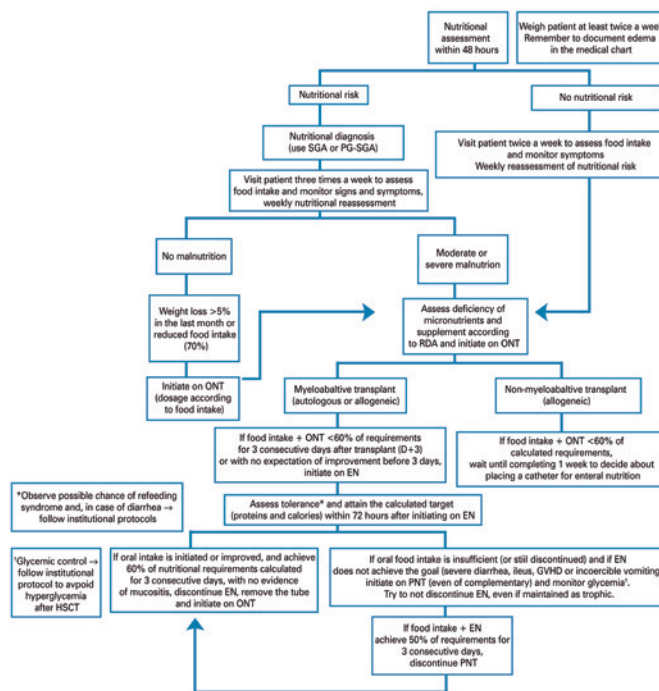 Nutritional
assessment
within 48 hours
Weigh patient at least twice a week
Remember to document edema
in the medical chart
Nutritional risk
No nutritional risk
Nutritional diagnosis
(use SGA or PG-SGA)
Visit patient twice a week to assess food intake
and monitor symptoms
Weekly reassessment of nutritional risk
Visit patient three times a week to assess
food intake and monitor signs and symptoms,
weekly nutritional reassessment
No malnutrition
Moderate or
severe malnutrion
Weight loss >5%
in the last month or
reduced food intake
(70%)
Assess deficiency of
micronutrients and
supplement according
to RDA and initiate on ONT
Initiate on ONT
(dosage according
to food intake)
Myeloabaltive transplant
(autologous or allogeneic)
Non-myeloabaltive transplant
(allogeneic)
If food intake + ONT <60% of requirements
for 3 consecutive days after transplant (D+3)
or with no expectation of improvement before 3 days,
initiate on EN
If food intake + ONT <60% of
calculated requirements,
wait until completing 1 week to decide about
placing a catheter for enteral nutrition
*Observe possible chance of refeeding
syndrome and, in case of diarrhea →
follow institutional protocols
Assess tolerance* and attain the calculated target
(proteins and calories) within 72 hours after initiating on EN
¹Glycemic control →
follow institutional
protocol to avpoid
hyperglycemia
after HSCT
If oral intake is initiated or improved, and achieve
60% of nutritional requirements calculated
for 3 consecutive days, with no evidence
of mucositis, discontinue EN, remove the tube
and initiate on ONT
If oral food intake is insufficient (or still discontinued) and if EN
does not achieve the goal (severe diarrhea, ileus, GVHD or incoercible vomiting)
initiate on PNT (even of complementary) and monitor glycemia¹.
Try to not discontinue EN, even if maintained as trophic.
If food intake + EN
achieve 50% of requirements for
3 consecutive days,
discontinue PNT